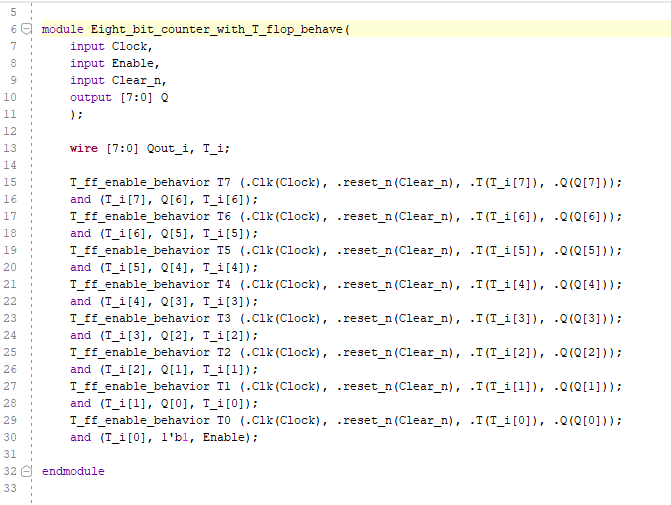 5
6 module Eight_bit_counter_with_T_flop_behave(
7 input Clock,
8 input Enable,
9 input Clear_n,
10 output [7:0] Q
11 );
12
13 wire [7:0] Qout_i, T_i;
14
15 T_ff_enable_behavior T7 (.Clk(Clock), .reset_n(Clear_n), .T(T_i[7]), .Q(Q[7]));
16 and (T_i[7], Q[6], T_i[6]);
17 T_ff_enable_behavior T6 (.Clk(Clock), .reset_n(Clear_n), .T(T_i[6]), .Q(Q[6]));
18 and (T_i[6], Q[5], T_i[5]);
19 T_ff_enable_behavior T5 (.Clk(Clock), .reset_n(Clear_n), .T(T_i[5]), .Q(Q[5]));
20 and (T_i[5], Q[4], T_i[4]);
21 T_ff_enable_behavior T4 (.Clk(Clock), .reset_n(Clear_n), .T(T_i[4]), .Q(Q[4]));
22 and (T_i[4], Q[3], T_i[3]);
23 T_ff_enable_behavior T3 (.Clk(Clock), .reset_n(Clear_n), .T(T_i[3]), .Q(Q[3]));
24 and (T_i[3], Q[2], T_i[2]);
25 T_ff_enable_behavior T2 (.Clk(Clock), .reset_n(Clear_n), .T(T_i[2]), .Q(Q[2]));
26 and (T_i[2], Q[1], T_i[1]);
27 T_ff_enable_behavior T1 (.Clk(Clock), .reset_n(Clear_n), .T(T_i[1]), .Q(Q[1]));
28 and (T_i[1], Q[0], T_i[0]);
29 T_ff_enable_behavior T0 (.Clk(Clock), .reset_n(Clear_n), .T(T_i[0]), .Q(Q[0]));
30 and (T_i[0], 1'b1, Enable);
31
32 endmodule
33